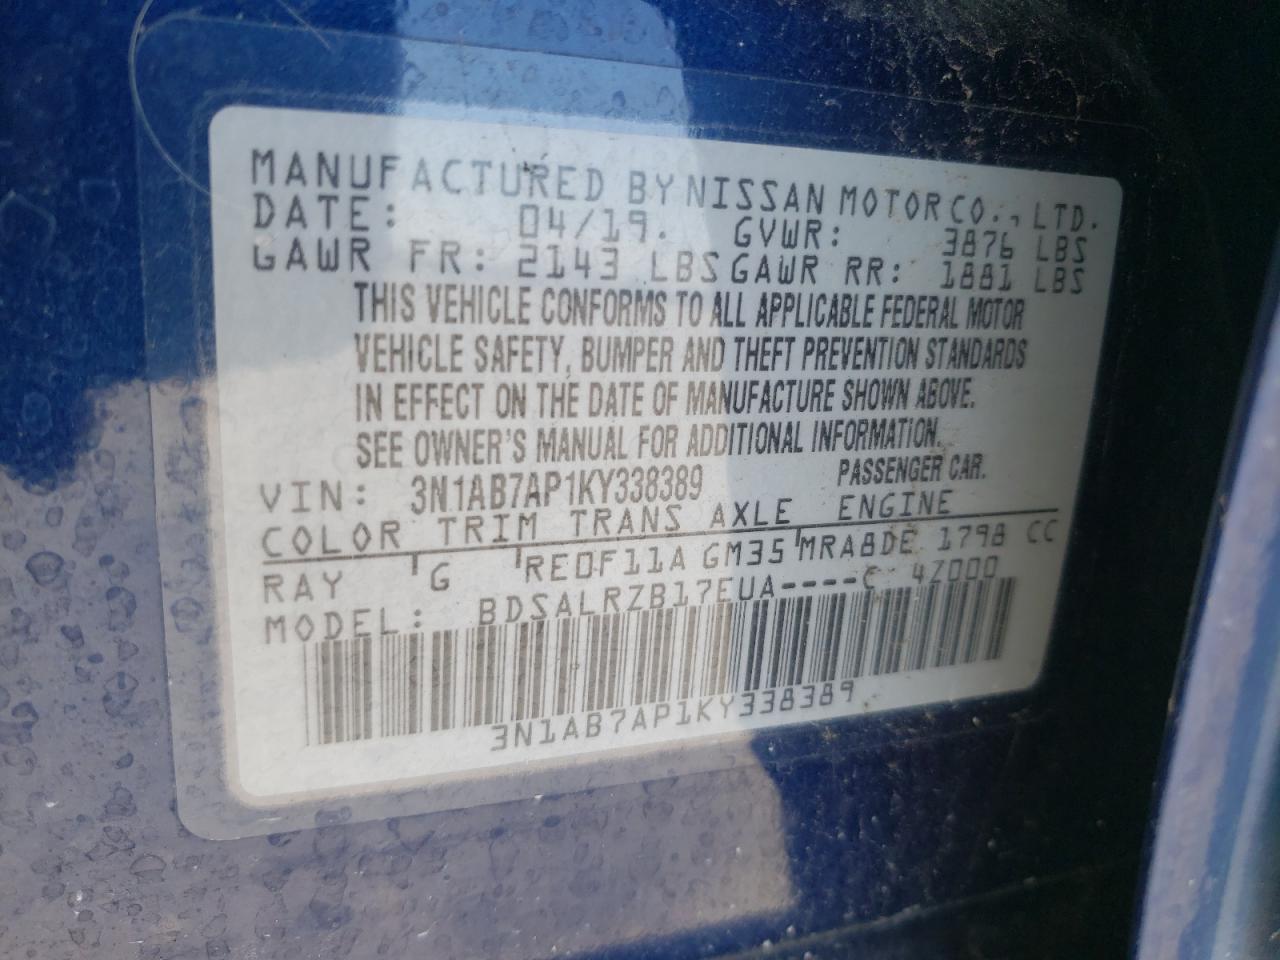 MANUFACTURED BY NISSAN MOTOR CO., LTD.
DATE: 04/19. GVWR: 3876 LBS
GAWR FR: 2143 LBS GAWR RR: 1881 LBS
THIS VEHICLE CONFORMS TO ALL APPLICABLE FEDERAL MOTOR
VEHICLE SAFETY, BUMPER AND THEFT PREVENTION STANDARDS
IN EFFECT ON THE DATE OF MANUFACTURE SHOWN ABOVE.
SEE OWNER'S MANUAL FOR ADDITIONAL INFORMATION.
VIN: 3N1AB7AP1KY338389 PASSENGER CAR.
COLOR TRIM TRANS AXLE ENGINE
RAY G RE0F11A GM35 MRA8DE 1798 CC
MODEL: BDSALRZB17EUA----C 4Z000
3N1AB7AP1KY338389